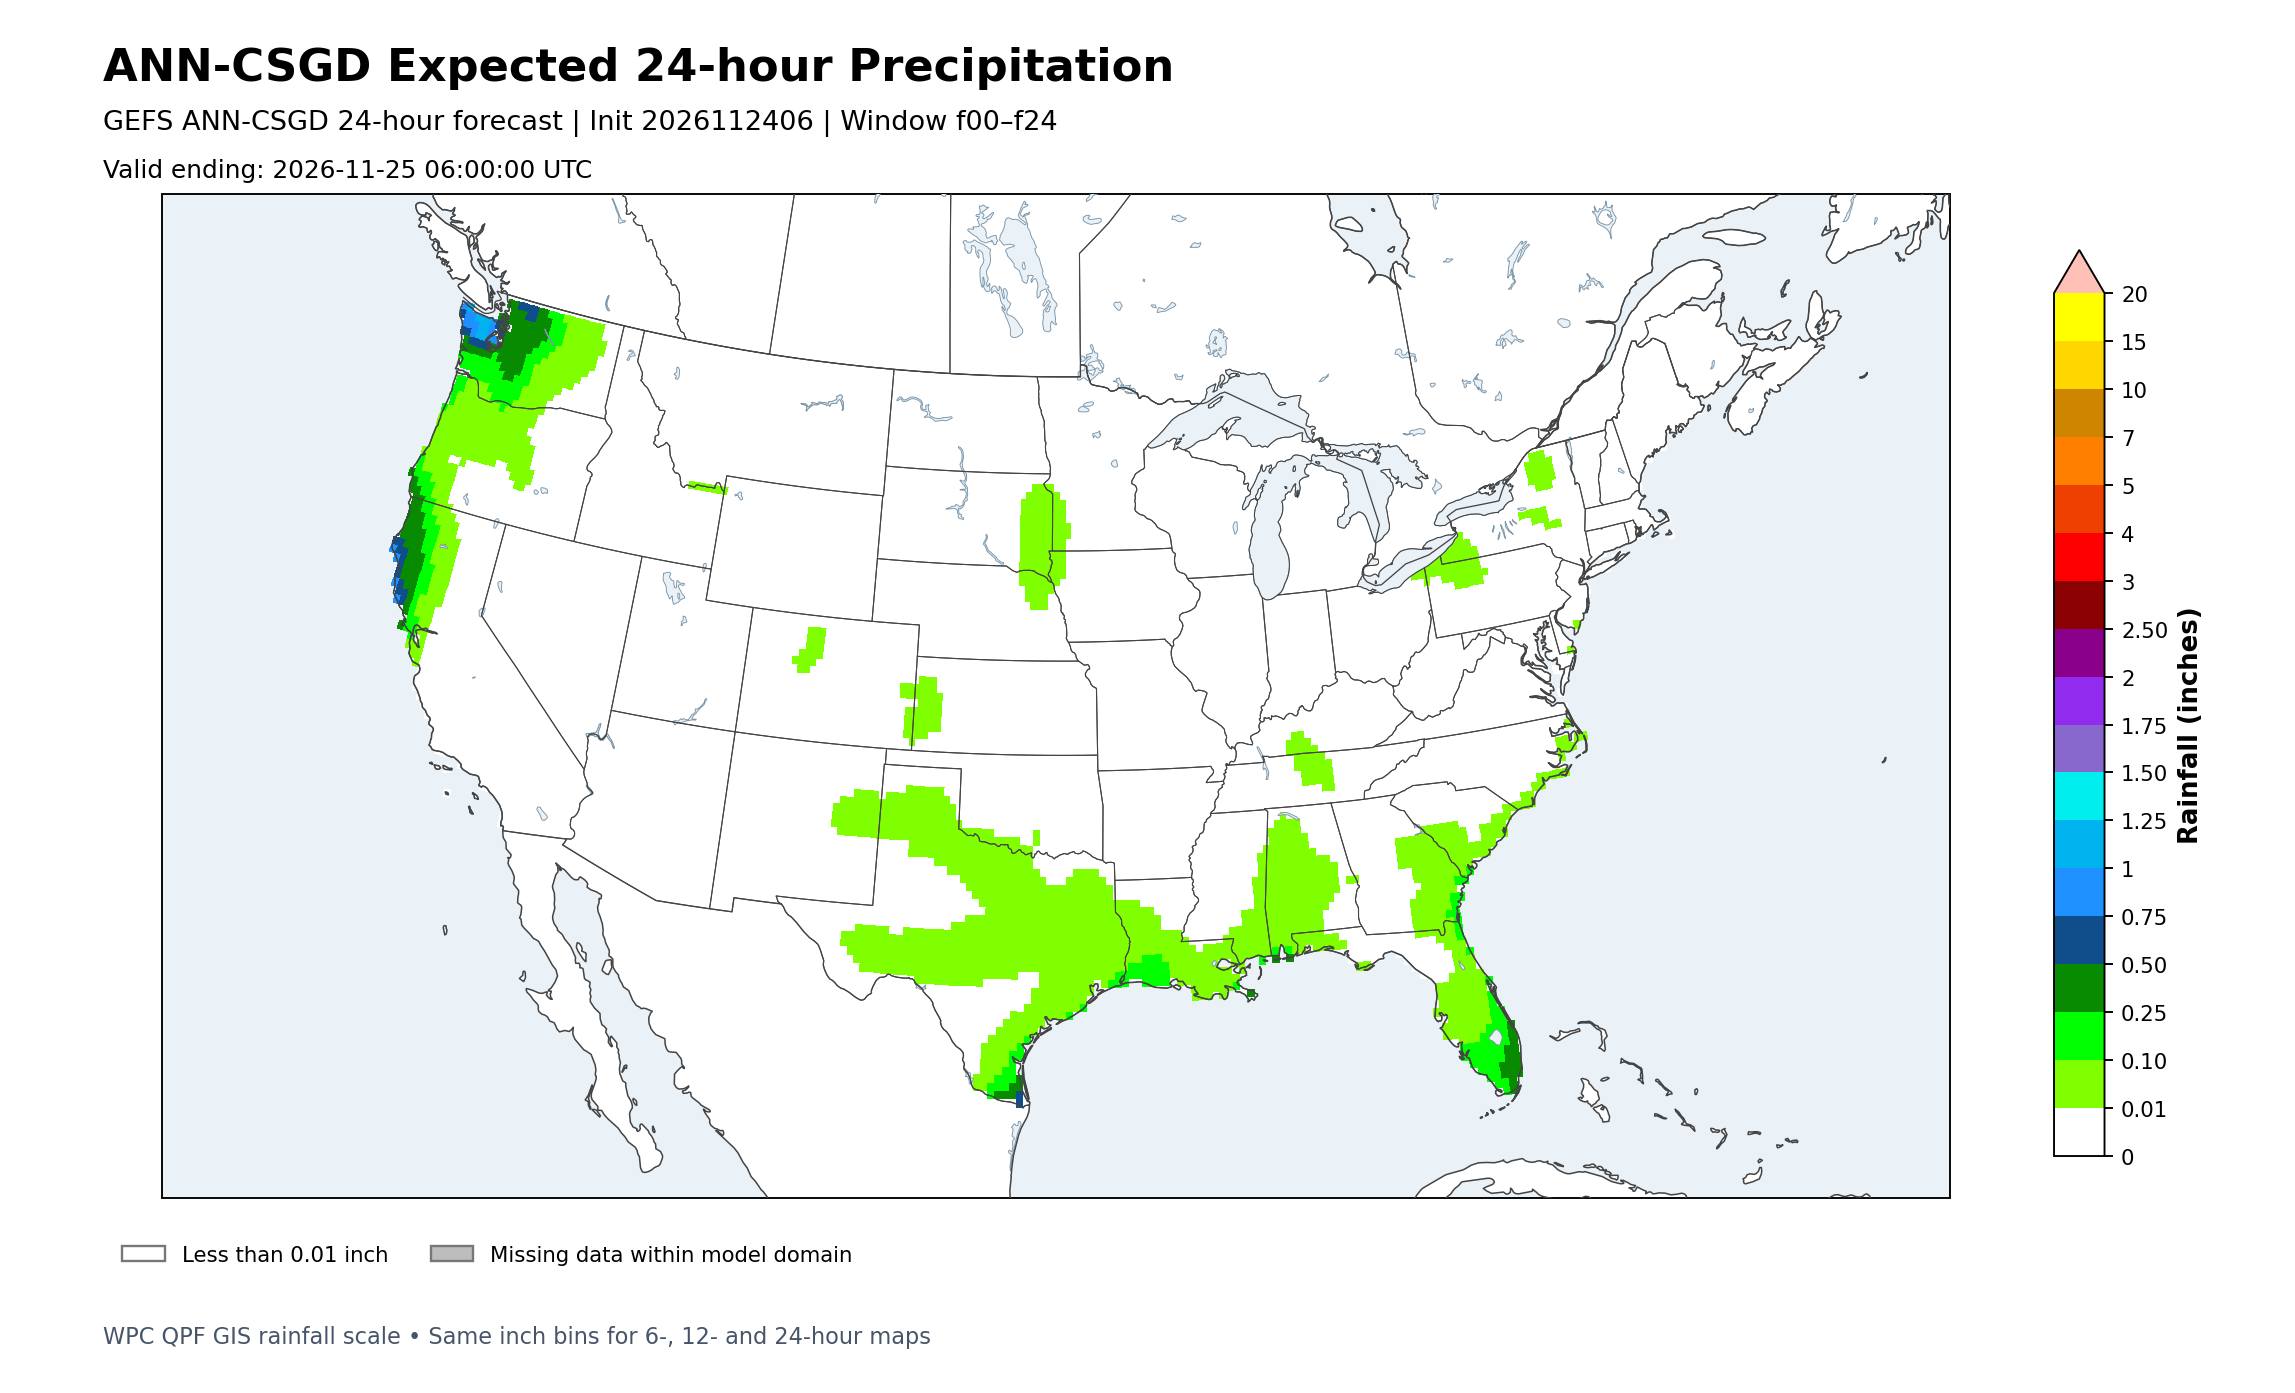 ANN-CSGD Expected 24-hour Precipitation
GEFS ANN-CSGD 24-hour forecast | Init 2026112406 | Window f00–f24
Valid ending: 2026-11-25 06:00:00 UTC
20
15
10
7
5
4
3
2.50
2
1.75
1.50
1.25
1
0.75
0.50
0.25
0.10
0.01
0
Rainfall (inches)
Less than 0.01 inch
Missing data within model domain
WPC QPF GIS rainfall scale • Same inch bins for 6-, 12- and 24-hour maps